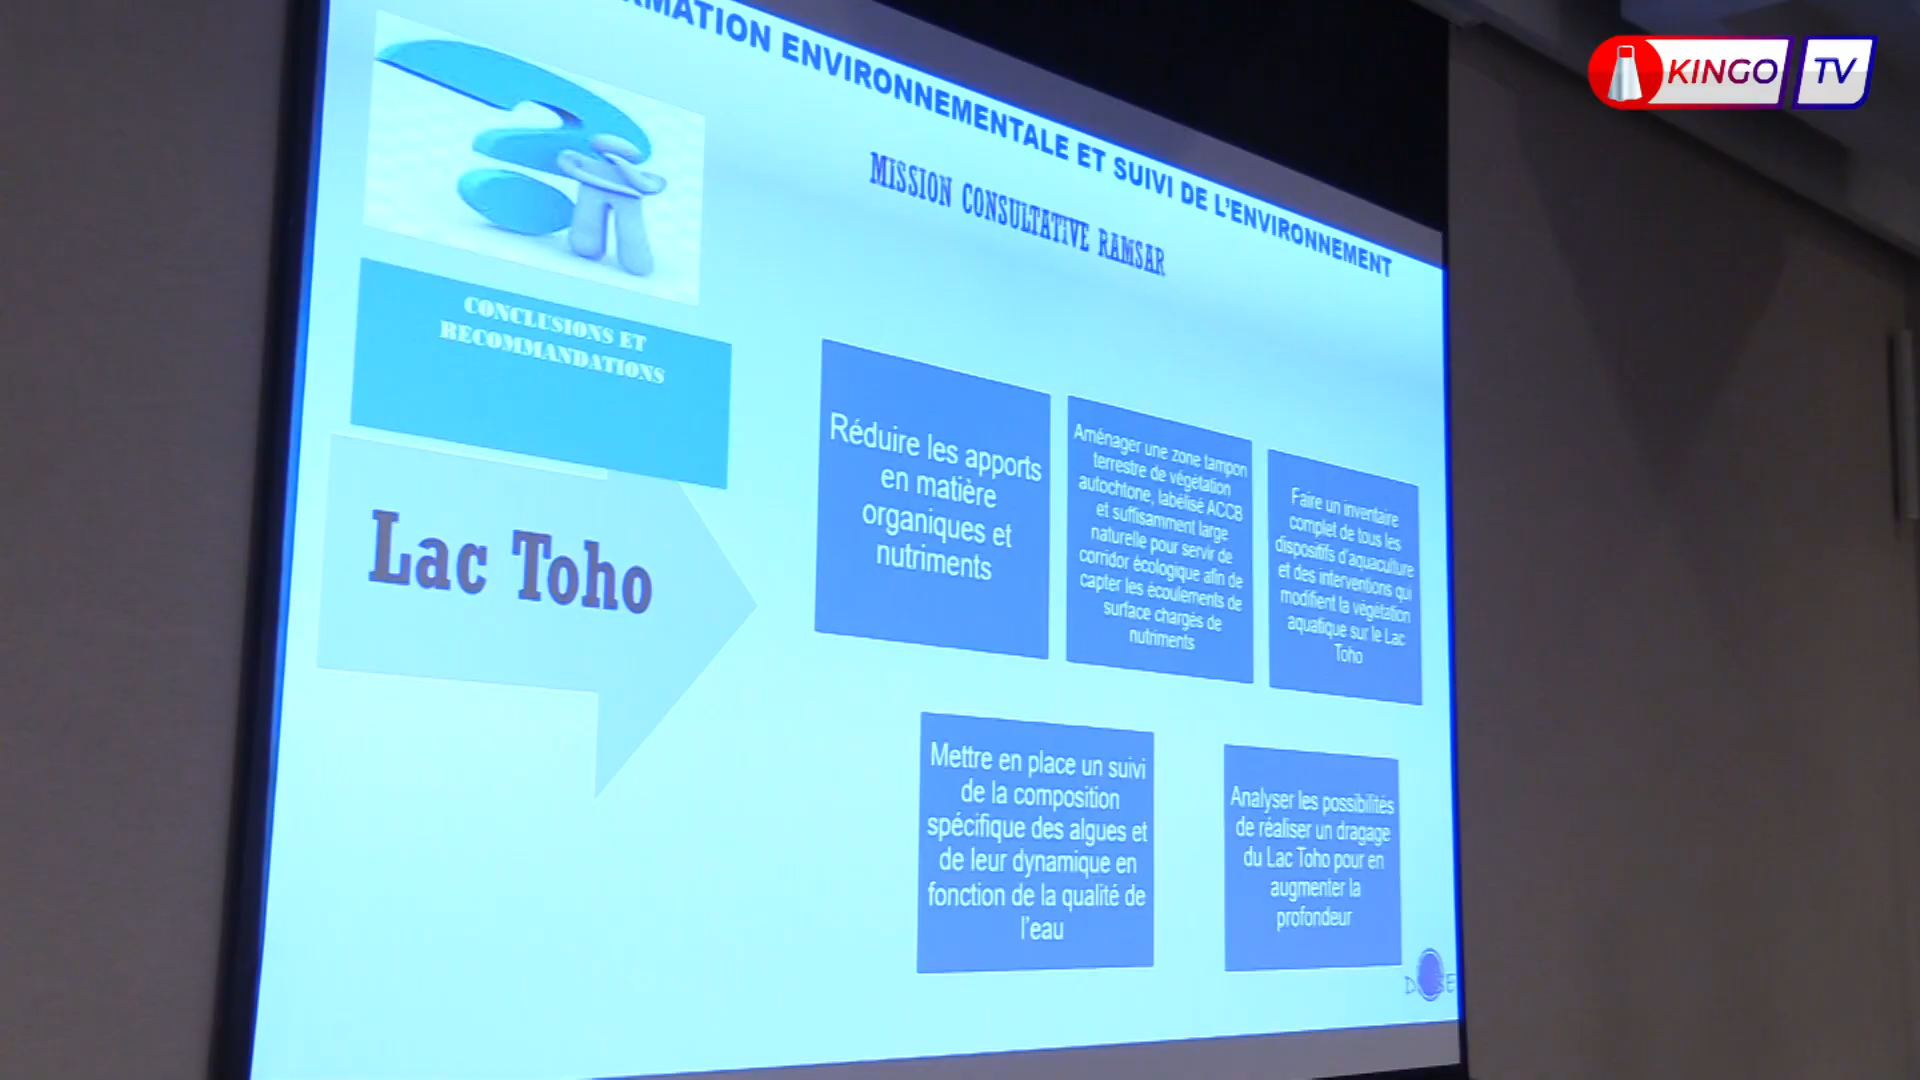 KINGO TV
RMATION ENVIRONNEMENTALE ET SUIVI DE L'ENVIRONNEMENT
MISSION CONSULTATIVE RAMSAR
CONCLUSIONS ET
RECOMMANDATIONS
Lac Toho
Réduire les apports
en matière
organiques et
nutriments
Aménager une zone tampon
terrestre de végétation
autochtone, labélisé ACCB
et suffisamment large
naturelle pour servir de
corridor écologique afin de
capter les écoulements de
surface chargés de
nutriments
Faire un inventaire
complet de tous les
dispositifs d'aquaculture
et des interventions qui
modifient la végétation
aquatique sur le Lac
Toho
Mettre en place un suivi
de la composition
spécifique des algues et
de leur dynamique en
fonction de la qualité de
l'eau
Analyser les possibilités
de réaliser un dragage
du Lac Toho pour en
augmenter la
profondeur